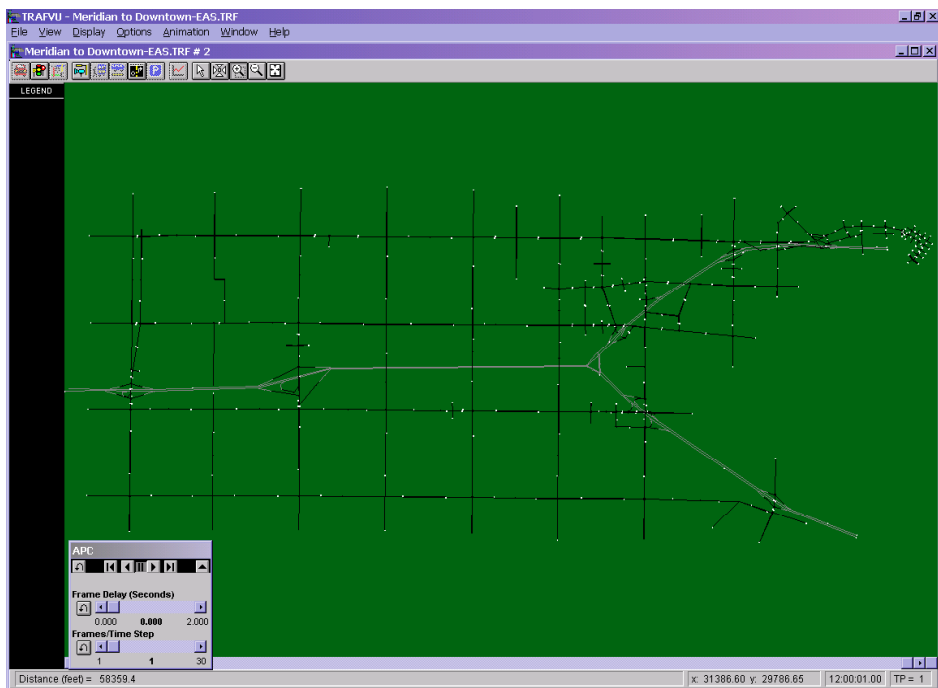 TRAFVU - Meridian to Downtown-EAS.TRF
File View Display Options Animation Window Help
Meridian to Downtown-EAS.TRF # 2
LEGEND
APC
Frame Delay (Seconds)
0.000 0.000 2.000
Frames/Time Step
1 1 30
Distance (feet) = 58359.4 x: 31386.60 y: 29786.65 12:00:01.00 TP = 1